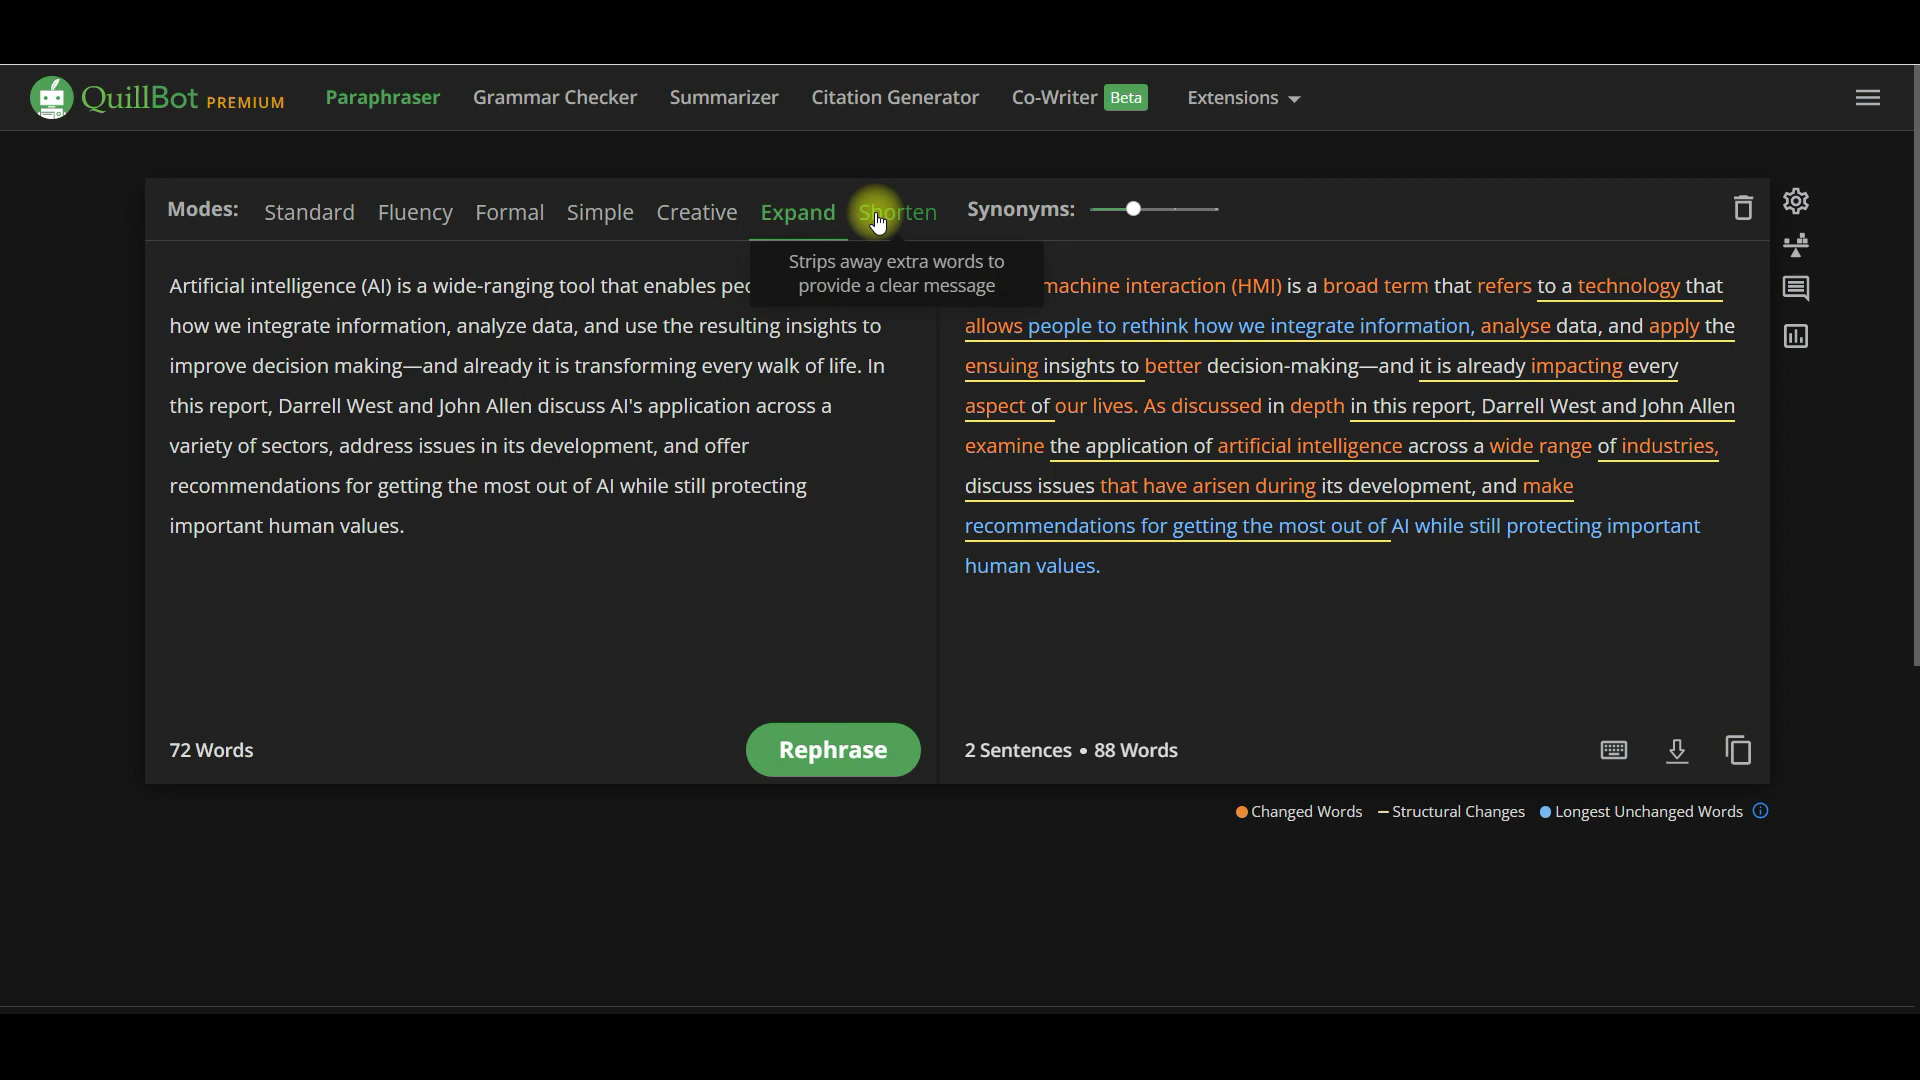 QuillBot PREMIUM Paraphraser Grammar Checker Summarizer Citation Generator Co-Writer Beta Extensions
Modes: Standard Fluency Formal Simple Creative Expand Shorten Synonyms:
Strips away extra words to
provide a clear message
Artificial intelligence (AI) is a wide-ranging tool that enables
how we integrate information, analyze data, and use the resulting insights to
improve decision making—and already it is transforming every walk of life. In
this report, Darrell West and John Allen discuss AI's application across a
variety of sectors, address issues in its development, and offer
recommendations for getting the most out of AI while still protecting
important human values.
72 Words
Rephrase
machine interaction (HMI) is a broad term that refers to a technology that
allows people to rethink how we integrate information, analyse data, and apply the
ensuing insights to better decision-making—and it is already impacting every
aspect of our lives. As discussed in depth in this report, Darrell West and John Allen
examine the application of artificial intelligence across a wide range of industries,
discuss issues that have arisen during its development, and make
recommendations for getting the most out of AI while still protecting important
human values.
2 Sentences • 88 Words
Changed Words Structural Changes Longest Unchanged Words